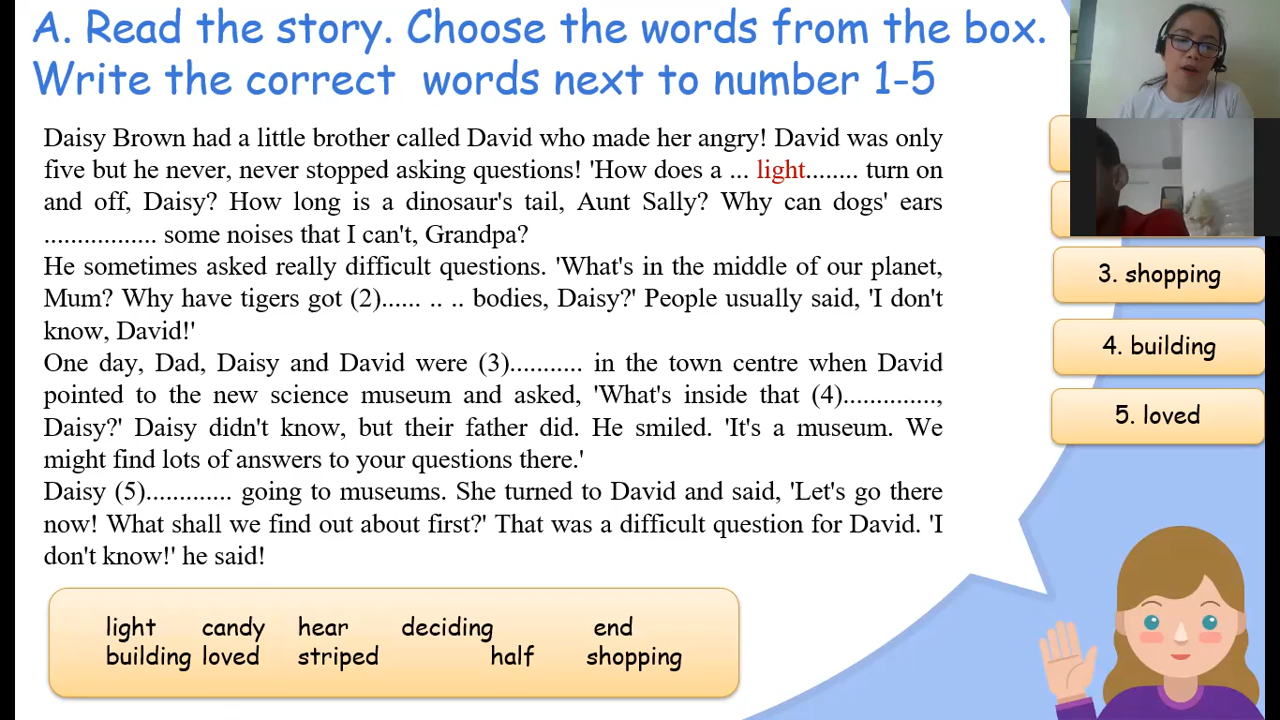 A. Read the story. Choose the words from the box.
Write the correct words next to number 1-5
Daisy Brown had a little brother called David who made her angry! David was only
five but he never, never stopped asking questions! 'How does a ... light........ turn on
and off, Daisy? How long is a dinosaur's tail, Aunt Sally? Why can dogs' ears
................. some noises that I can't, Grandpa?
He sometimes asked really difficult questions. 'What's in the middle of our planet,
Mum? Why have tigers got (2)...... .. .. bodies, Daisy?' People usually said, 'I don't
know, David!'
One day, Dad, Daisy and David were (3)........... in the town centre when David
pointed to the new science museum and asked, 'What's inside that (4)..............,
Daisy?' Daisy didn't know, but their father did. He smiled. 'It's a museum. We
might find lots of answers to your questions there.'
Daisy (5)............. going to museums. She turned to David and said, 'Let's go there
now! What shall we find out about first?' That was a difficult question for David. 'I
don't know!' he said!
light candy hear deciding end
building loved striped half shopping
3. shopping
4. building
5. loved